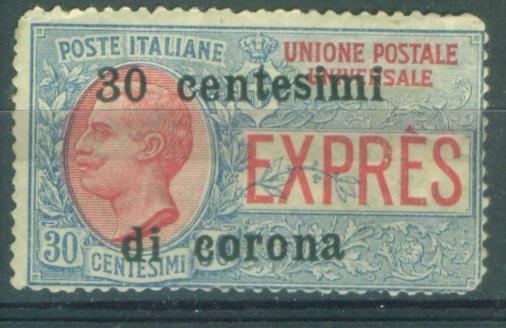 POSTE ITALIANE
UNIONE POSTALE
UNIVERSALE
30 centesimi
EXPRÈS
di corona
30
CENTESIMI